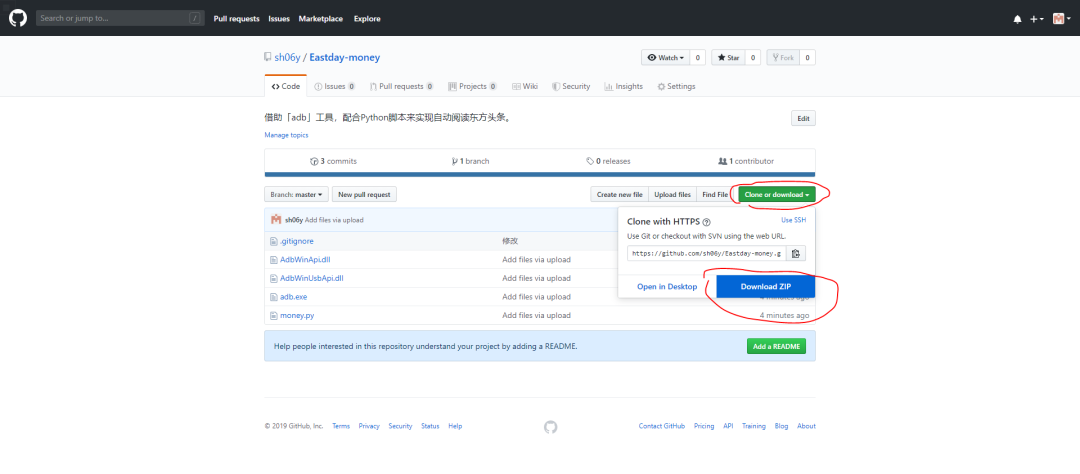 Search or jump to... /
Pull requests Issues Marketplace Explore
sh06y / Eastday-money
Watch 0 Star 0 Fork 0
Code Issues 0 Pull requests 0 Projects 0 Wiki Security Insights Settings
借助「adb」工具，配合Python脚本来实现自动阅读东方头条。
Edit
Manage topics
3 commits 1 branch 0 releases 1 contributor
Branch: master New pull request Create new file Upload files Find File Clone or download
sh06y Add files via upload
Clone with HTTPS Use SSH
Use Git or checkout with SVN using the web URL.
https://github.com/sh06y/Eastday-money.g
Open in Desktop Download ZIP
.gitignore 修改
AdbWinApi.dll Add files via upload
AdbWinUsbApi.dll Add files via upload
adb.exe Add files via upload 4 minutes ago
money.py Add files via upload 4 minutes ago
Help people interested in this repository understand your project by adding a README. Add a README
© 2019 GitHub, Inc. Terms Privacy Security Status Help Contact GitHub Pricing API Training Blog About